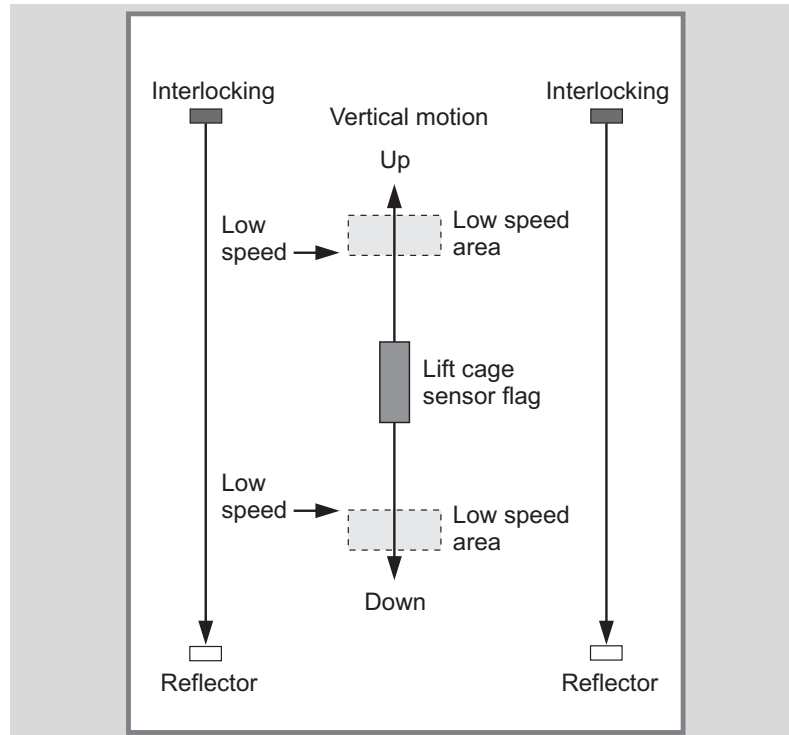 Interlocking
Interlocking
Vertical motion
Up
Low
speed
Low speed
area
Lift cage
sensor flag
Low
speed
Low speed
area
Down
Reflector
Reflector